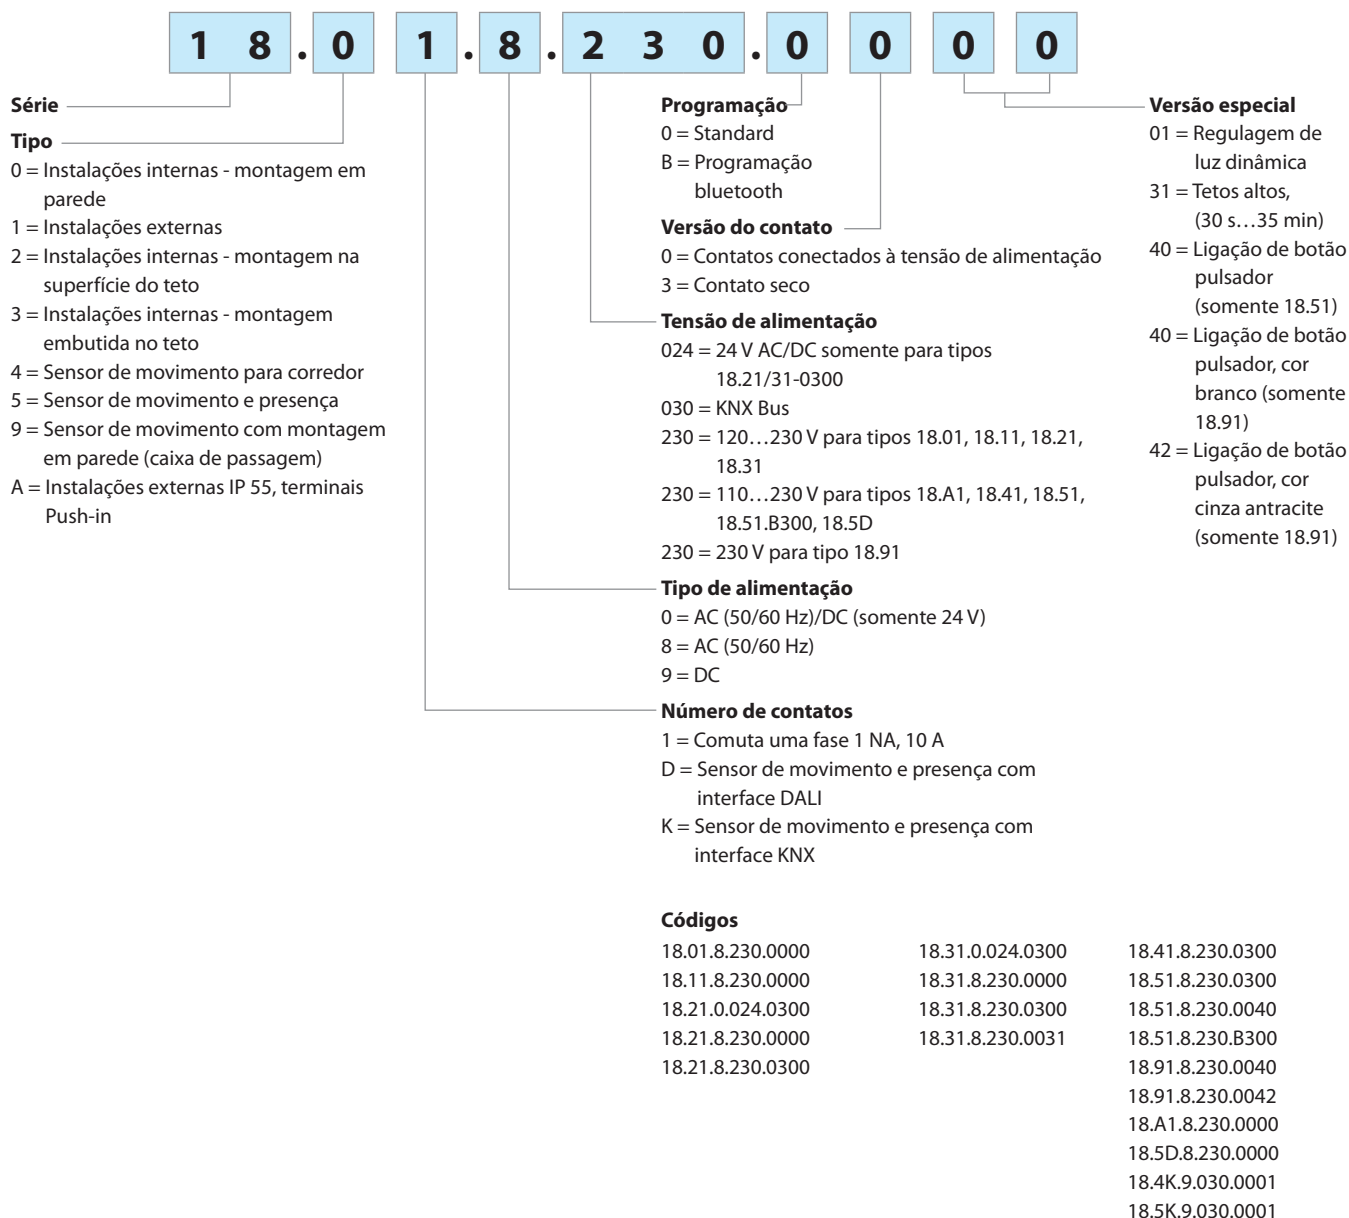 18.01.8.230.0000
Série
Tipo
0 = Instalações internas - montagem em
parede
1 = Instalações externas
2 = Instalações internas - montagem na
superfície do teto
3 = Instalações internas - montagem
embutida no teto
4 = Sensor de movimento para corredor
5 = Sensor de movimento e presença
9 = Sensor de movimento com montagem
em parede (caixa de passagem)
A = Instalações externas IP 55, terminais
Push-in
Programação
0 = Standard
B = Programação
bluetooth
Versão do contato
0 = Contatos conectados à tensão de alimentação
3 = Contato seco
Tensão de alimentação
024 = 24 V AC/DC somente para tipos
18.21/31-0300
030 = KNX Bus
230 = 120…230 V para tipos 18.01, 18.11, 18.21,
18.31
230 = 110…230 V para tipos 18.A1, 18.41, 18.51,
18.51.B300, 18.5D
230 = 230 V para tipo 18.91
Tipo de alimentação
0 = AC (50/60 Hz)/DC (somente 24 V)
8 = AC (50/60 Hz)
9 = DC
Número de contatos
1 = Comuta uma fase 1 NA, 10 A
D = Sensor de movimento e presença com
interface DALI
K = Sensor de movimento e presença com
interface KNX
Versão especial
01 = Regulagem de
luz dinâmica
31 = Tetos altos,
(30 s…35 min)
40 = Ligação de botão
pulsador
(somente 18.51)
40 = Ligação de botão
pulsador, cor
branco (somente
18.91)
42 = Ligação de botão
pulsador, cor
cinza antracite
(somente 18.91)
Códigos
18.01.8.230.0000
18.11.8.230.0000
18.21.0.024.0300
18.21.8.230.0000
18.21.8.230.0300
18.31.0.024.0300
18.31.8.230.0000
18.31.8.230.0300
18.31.8.230.0031
18.41.8.230.0300
18.51.8.230.0300
18.51.8.230.0040
18.51.8.230.B300
18.91.8.230.0040
18.91.8.230.0042
18.A1.8.230.0000
18.5D.8.230.0000
18.4K.9.030.0001
18.5K.9.030.0001